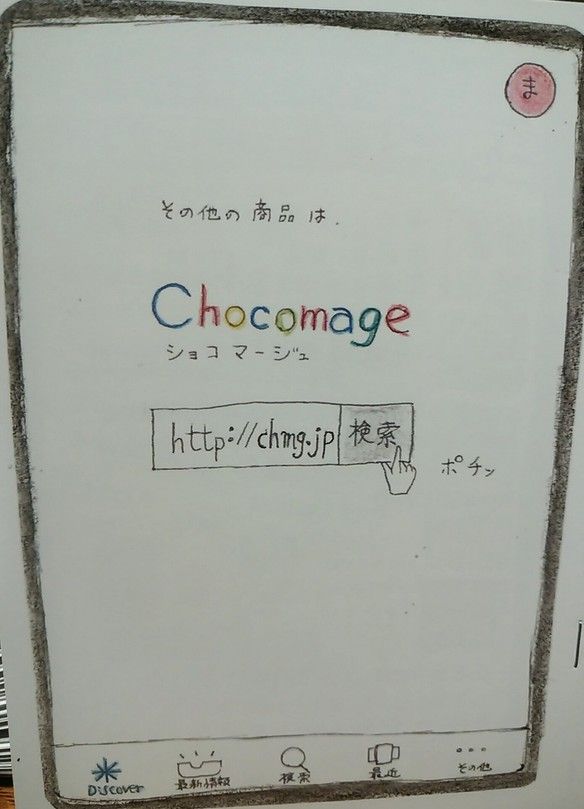 ま
その他の商品は.
Chocomage
ショコマージュ
http://chmg.jp 検索
ポチッ
Discover
最新情報
検索
最近
その他